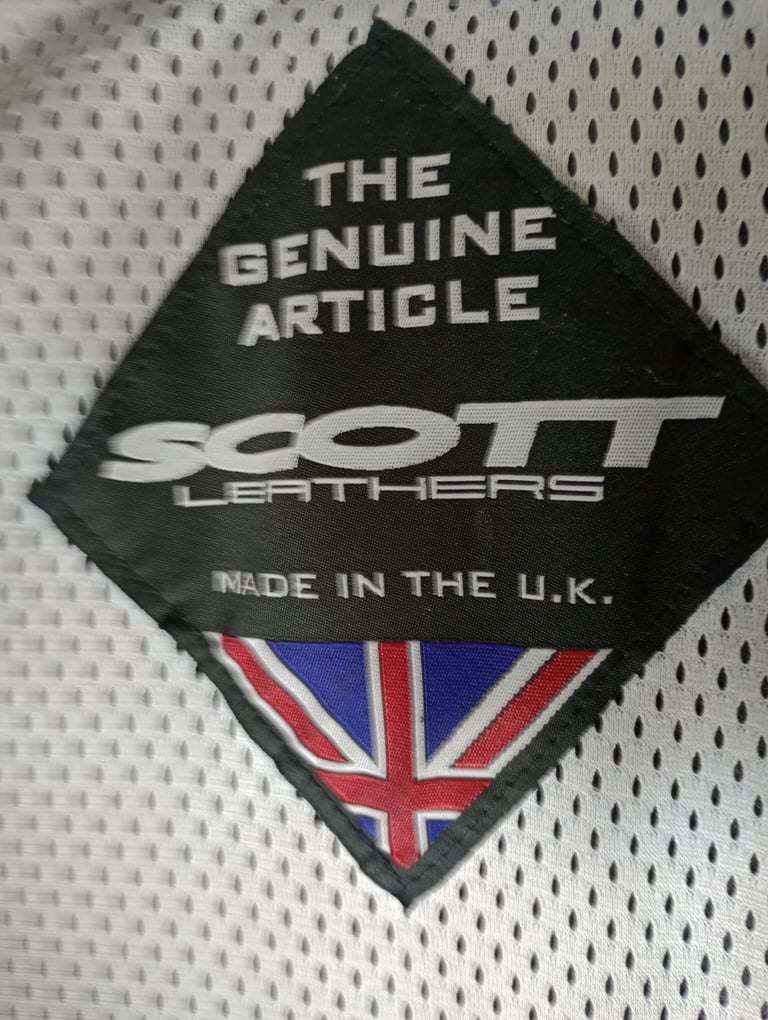 THE
GENUINE
ARTICLE
SCOTT
LEATHERS
MADE IN THE U.K.